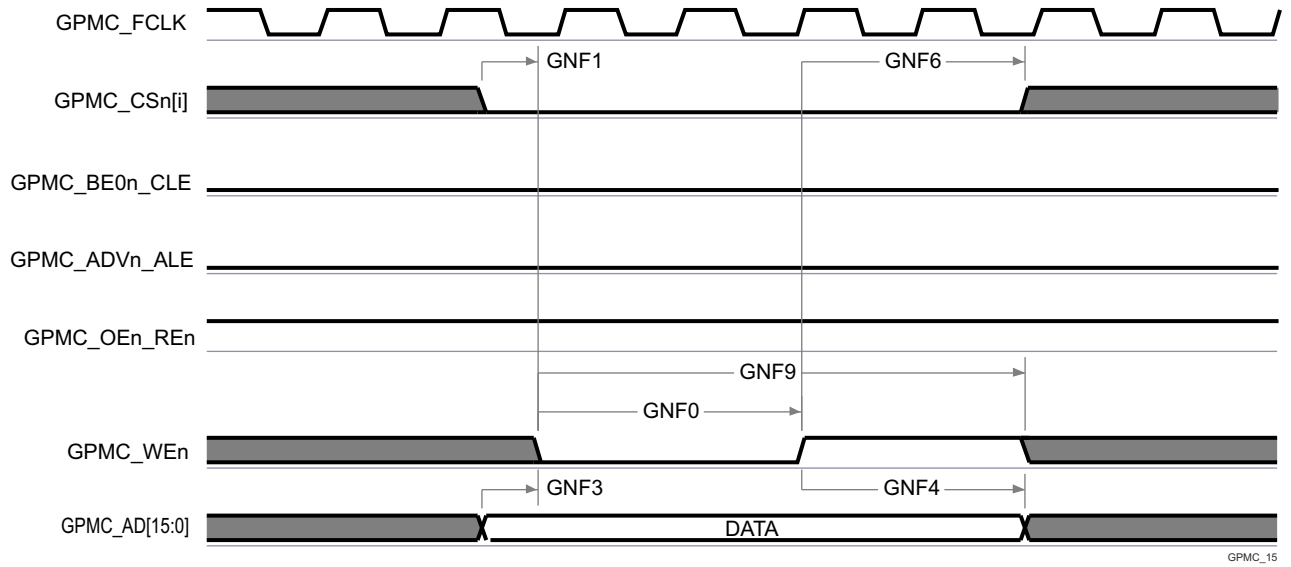 GPMC_FCLK
GNF1
GNF6
GPMC_CSn[i]
GPMC_BE0n_CLE
GPMC_ADVn_ALE
GPMC_OEn_REn
GNF9
GNF0
GPMC_WEn
GNF3
GNF4
GPMC_AD[15:0]
DATA
GPMC_15